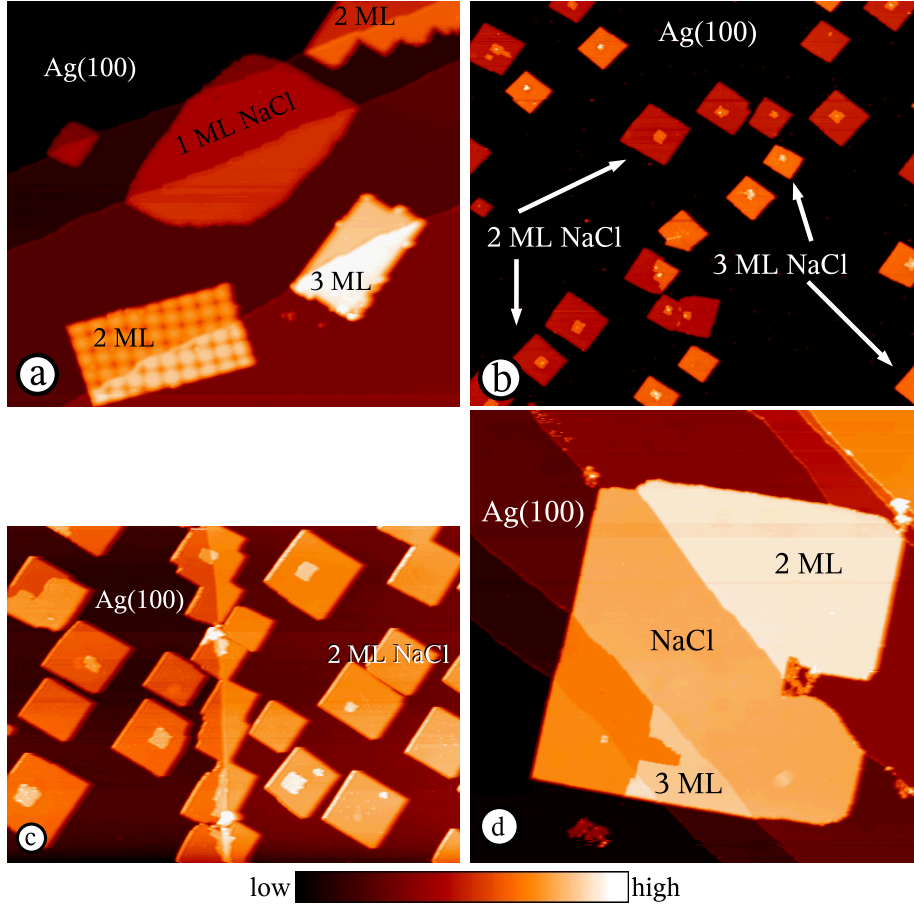 2 ML
Ag(100)
1 ML NaCl
3 ML
2 ML
a
Ag(100)
2 ML NaCl
3 ML NaCl
b
Ag(100)
2 ML NaCl
c
Ag(100)
2 ML
NaCl
3 ML
d
low
high